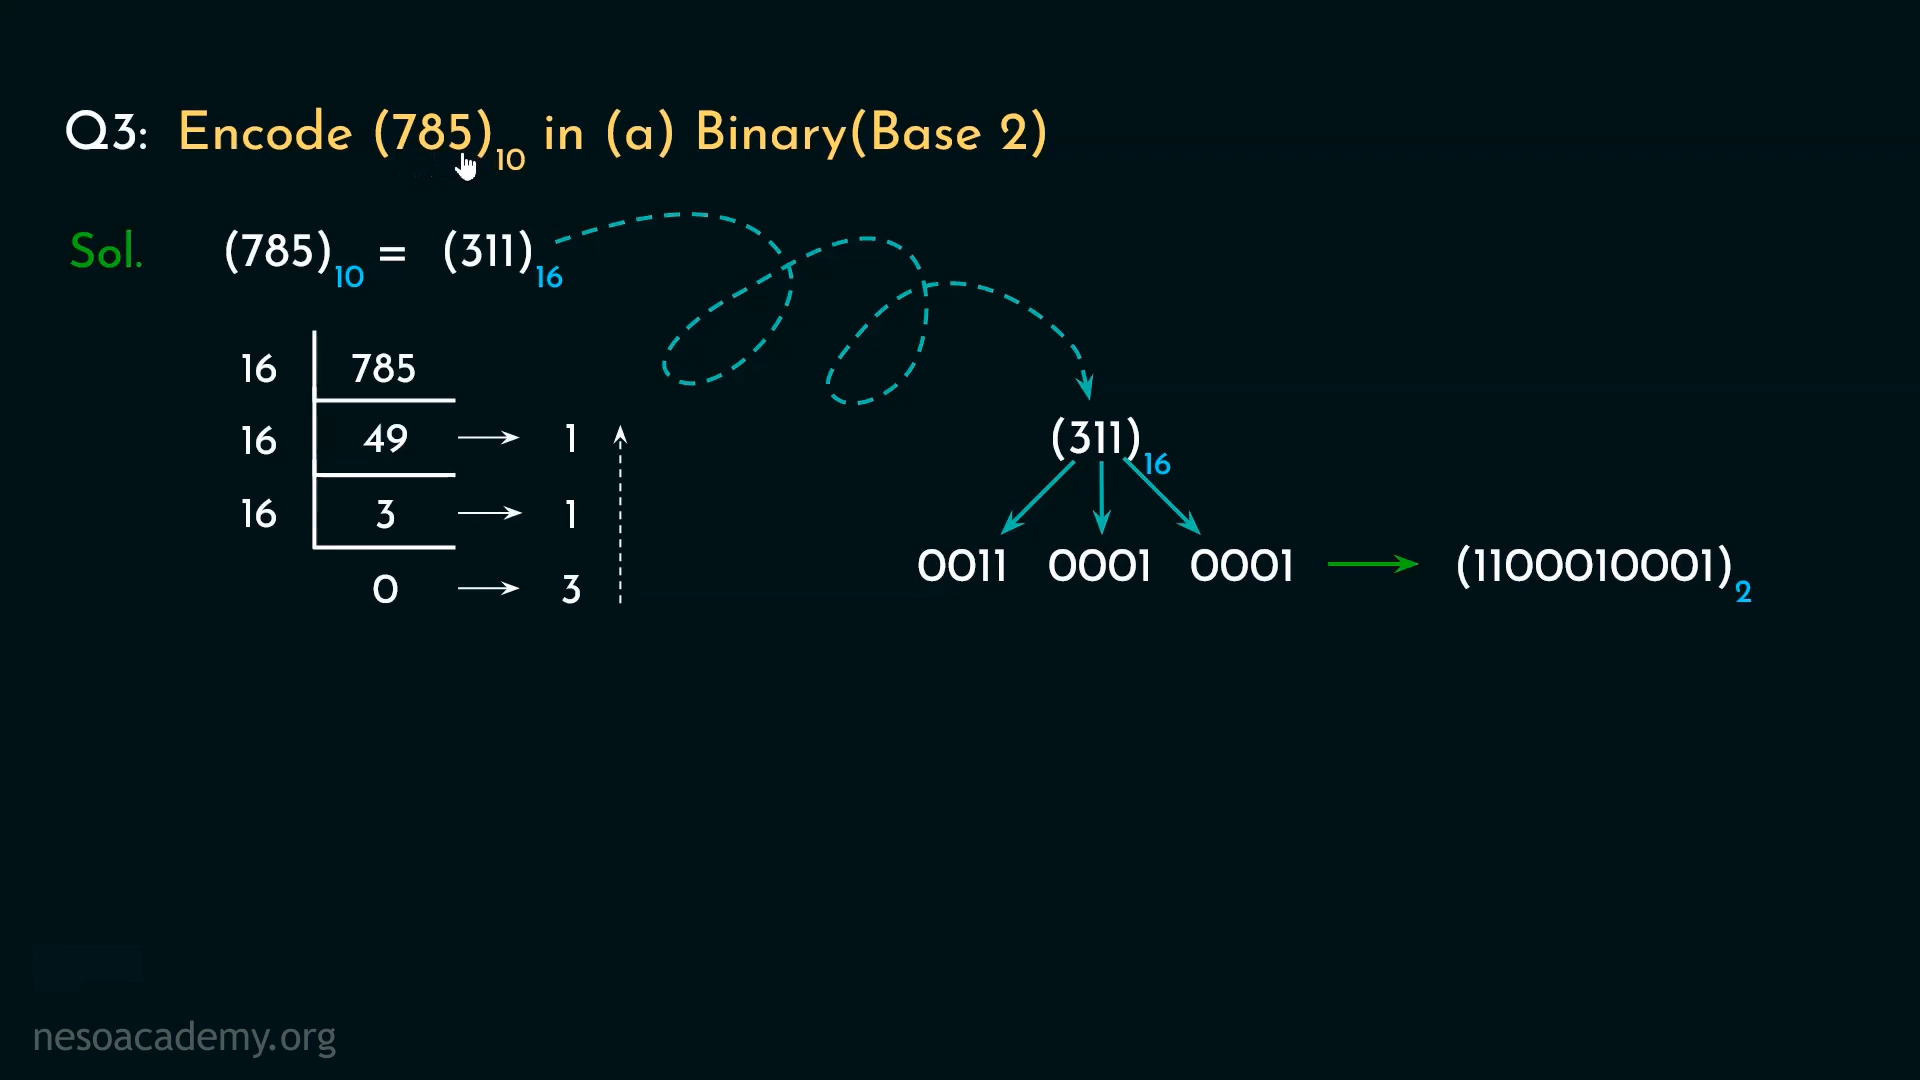 Q3: Encode (785)10 in (a) Binary(Base 2)
Sol. (785)10 = (311)16
16 785
16 49 → 1
16 3 → 1
0 → 3
(311)16
0011 0001 0001 → (1100010001)2
nesoacademy.org